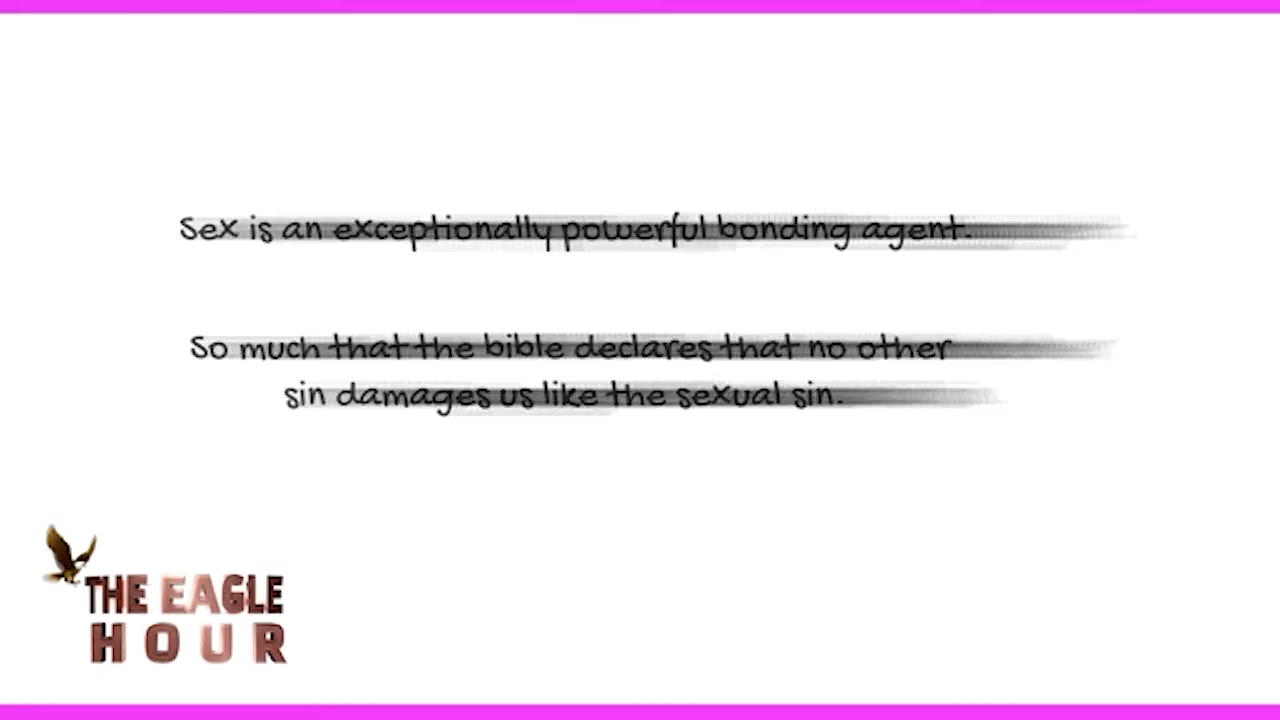 Sex is an exceptionally powerful bonding agent.
So much that the bible declares that no other
sin damages us like the sexual sin.
THE EAGLE
HOUR